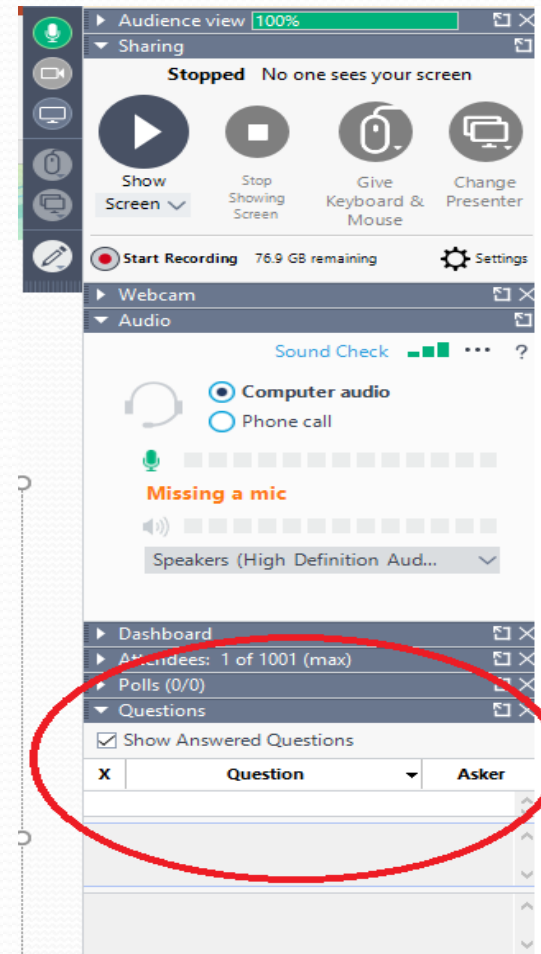 Audience view 100%
Sharing
Stopped No one sees your screen
Show
Screen
Stop
Showing
Screen
Give
Keyboard &
Mouse
Change
Presenter
Start Recording 76.9 GB remaining Settings
Webcam
Audio
Sound Check ?
Computer audio
Phone call
Missing a mic
Speakers (High Definition Aud...
Dashboard
Attendees: 1 of 1001 (max)
Polls (0/0)
Questions
Show Answered Questions
X Question Asker